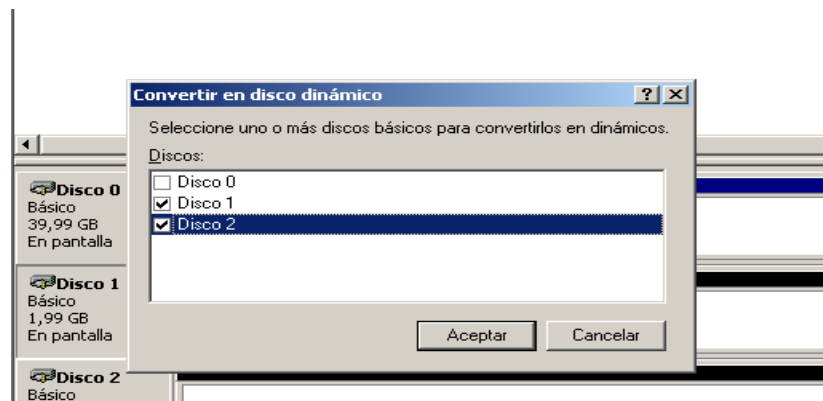 Convertir en disco dinámico
Seleccione uno o más discos básicos para convertirlos en dinámicos.
Discos:
Disco 0
Disco 1
Disco 2
Aceptar
Cancelar
Disco 0
Básico
39,99 GB
En pantalla
Disco 1
Básico
1,99 GB
En pantalla
Disco 2
Básico